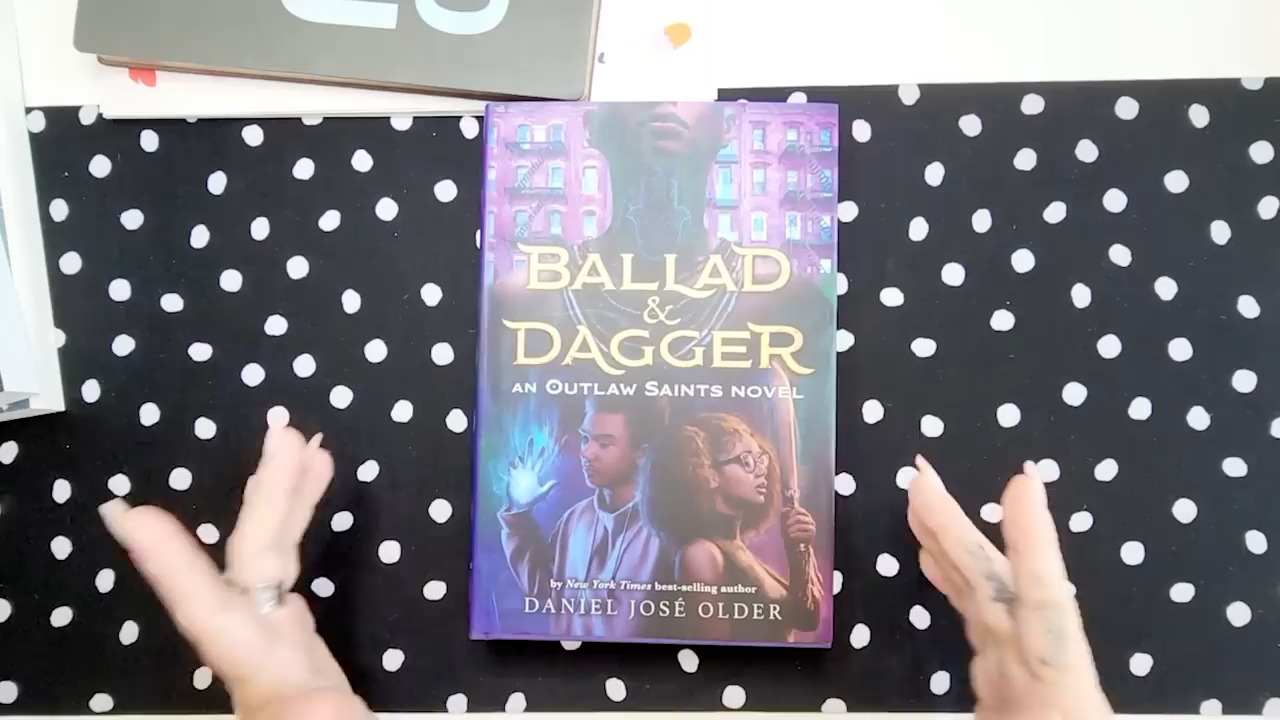 BALLAD
&
DAGGER
AN OUTLAW SAINTS NOVEL
by New York Times best-selling author
DANIEL JOSÉ OLDER